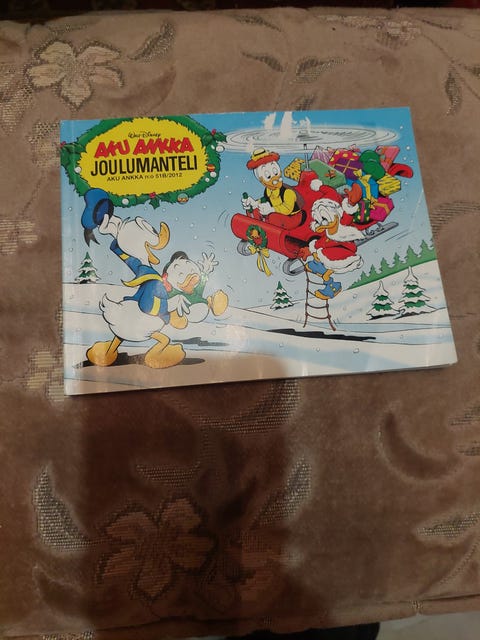 Walt Disney
AKU ANKKA
JOULUMANTELI
AKU ANKKA n:o 51B/2012